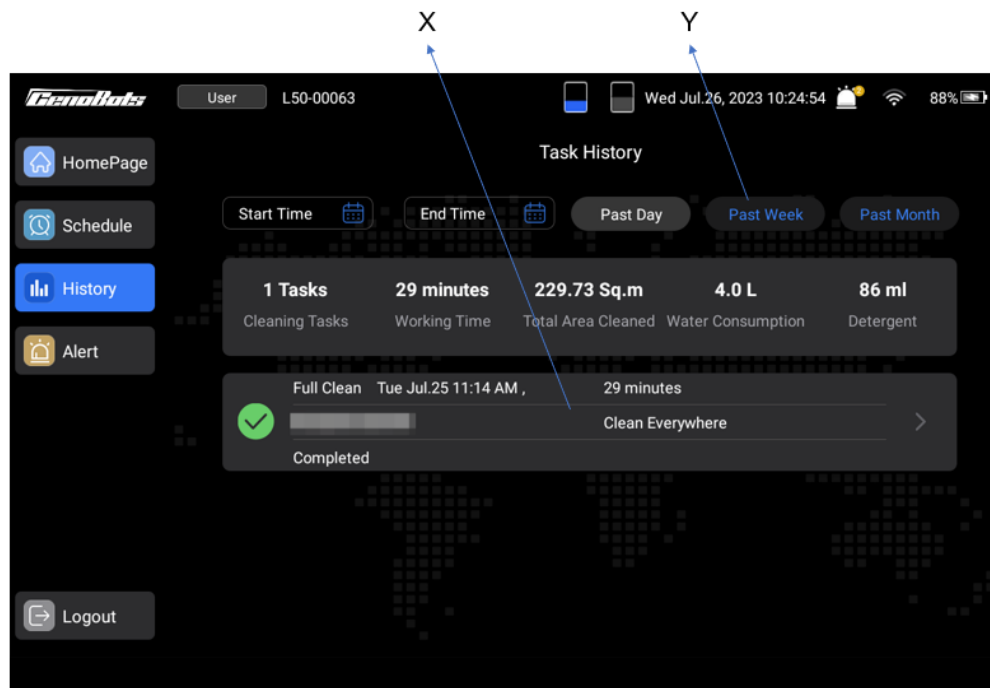 X Y
GenoBots User L50-00063 Wed Jul.26, 2023 10:24:54 2 88%
HomePage
Task History
Schedule
Start Time End Time Past Day Past Week Past Month
History
1 Tasks 29 minutes 229.73 Sq.m 4.0 L 86 ml
Cleaning Tasks Working Time Total Area Cleaned Water Consumption Detergent
Alert
Full Clean Tue Jul.25 11:14 AM , 29 minutes
Clean Everywhere
Completed
Logout